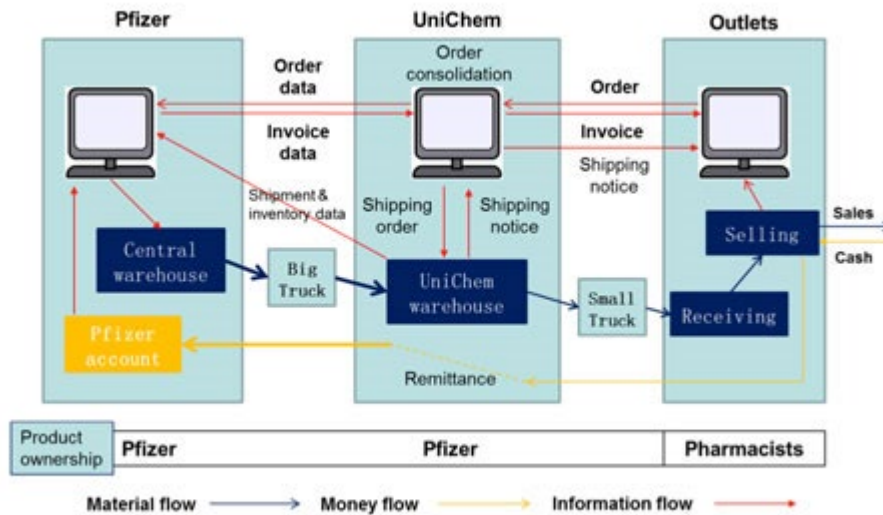 Pfizer
UniChem
Outlets
Order
consolidation
Order
data
Invoice
data
Order
Invoice
Shipping
notice
Shipment &
inventory data
Shipping
order
Shipping
notice
Sales
Cash
Selling
Central
warehouse
Big
Truck
UniChem
warehouse
Small
Truck
Receiving
Pfizer
account
Remittance
Product
ownership
Pfizer
Pfizer
Pharmacists
Material flow
Money flow
Information flow